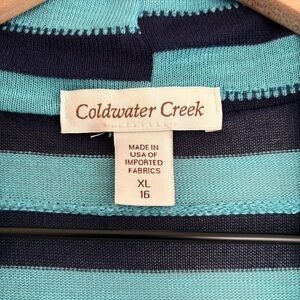 Coldwater Creek
MADE IN
USA OF
IMPORTED
FABRICS
XL
16